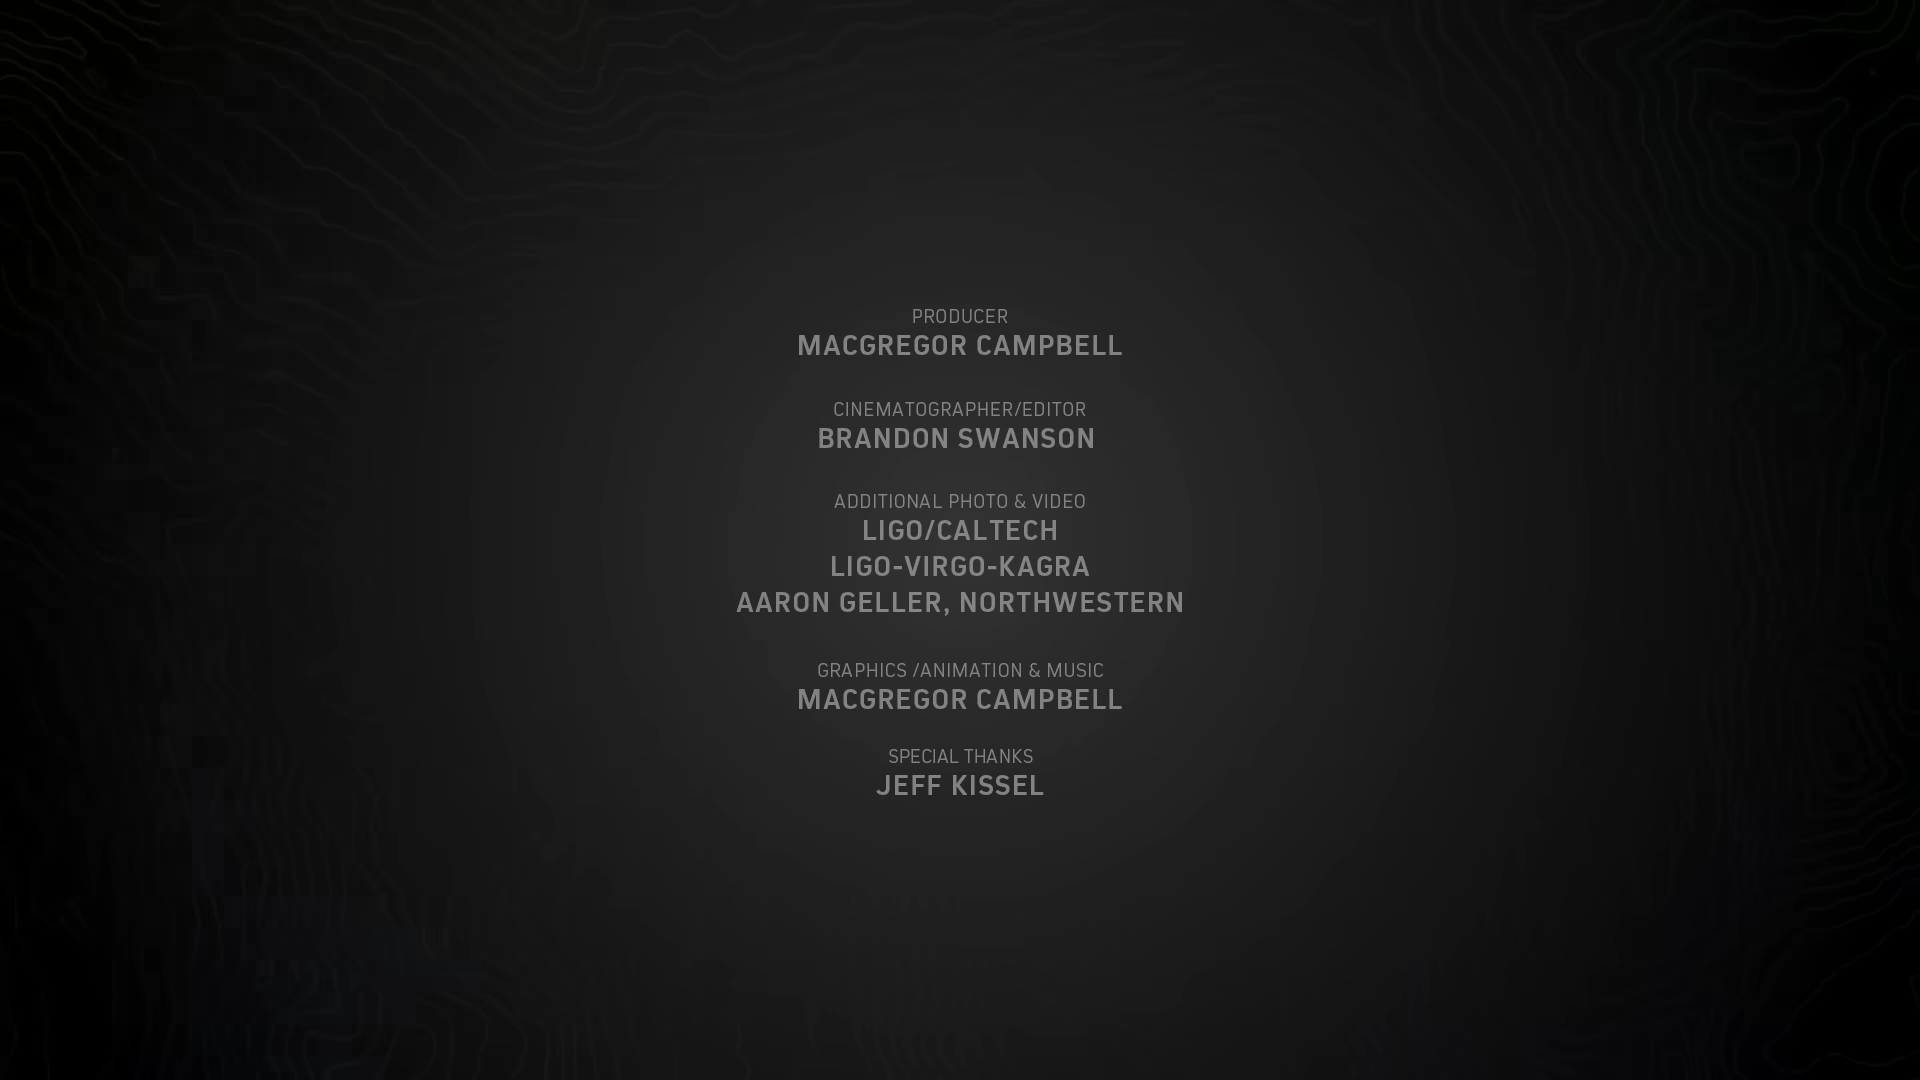 PRODUCER
MACGREGOR CAMPBELL
CINEMATOGRAPHER/EDITOR
BRANDON SWANSON
ADDITIONAL PHOTO & VIDEO
LIGO/CALTECH
LIGO-VIRGO-KAGRA
AARON GELLER, NORTHWESTERN
GRAPHICS /ANIMATION & MUSIC
MACGREGOR CAMPBELL
SPECIAL THANKS
JEFF KISSEL